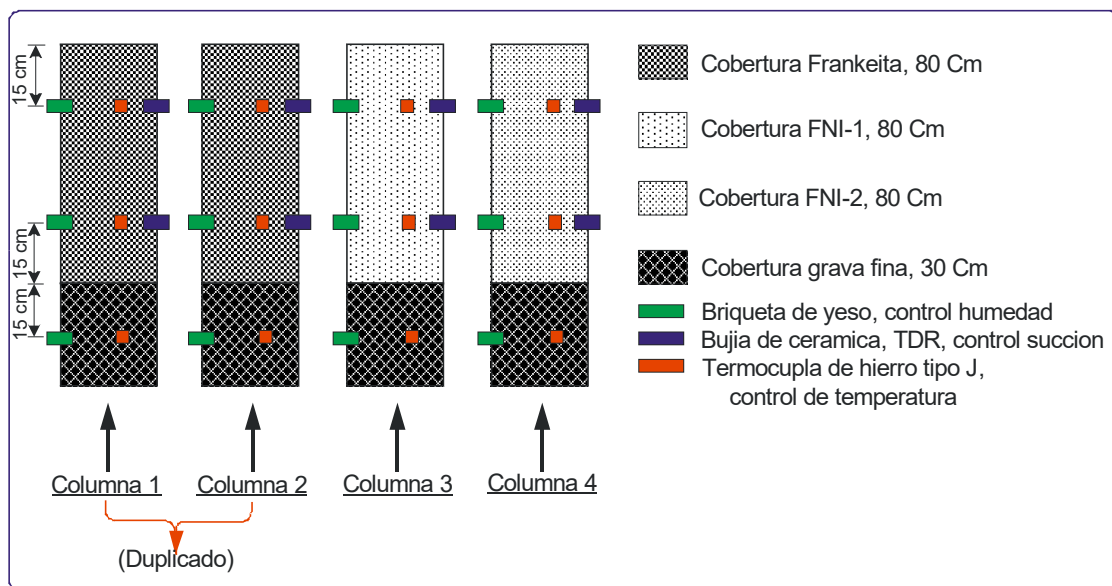 15 cm
15 cm
15 cm
Cobertura Frankeita, 80 Cm
Cobertura FNI-1, 80 Cm
Cobertura FNI-2, 80 Cm
Cobertura grava fina, 30 Cm
Briqueta de yeso, control humedad
Bujia de ceramica, TDR, control succion
Termocupla de hierro tipo J,
control de temperatura
Columna 1
Columna 2
Columna 3
Columna 4
(Duplicado)